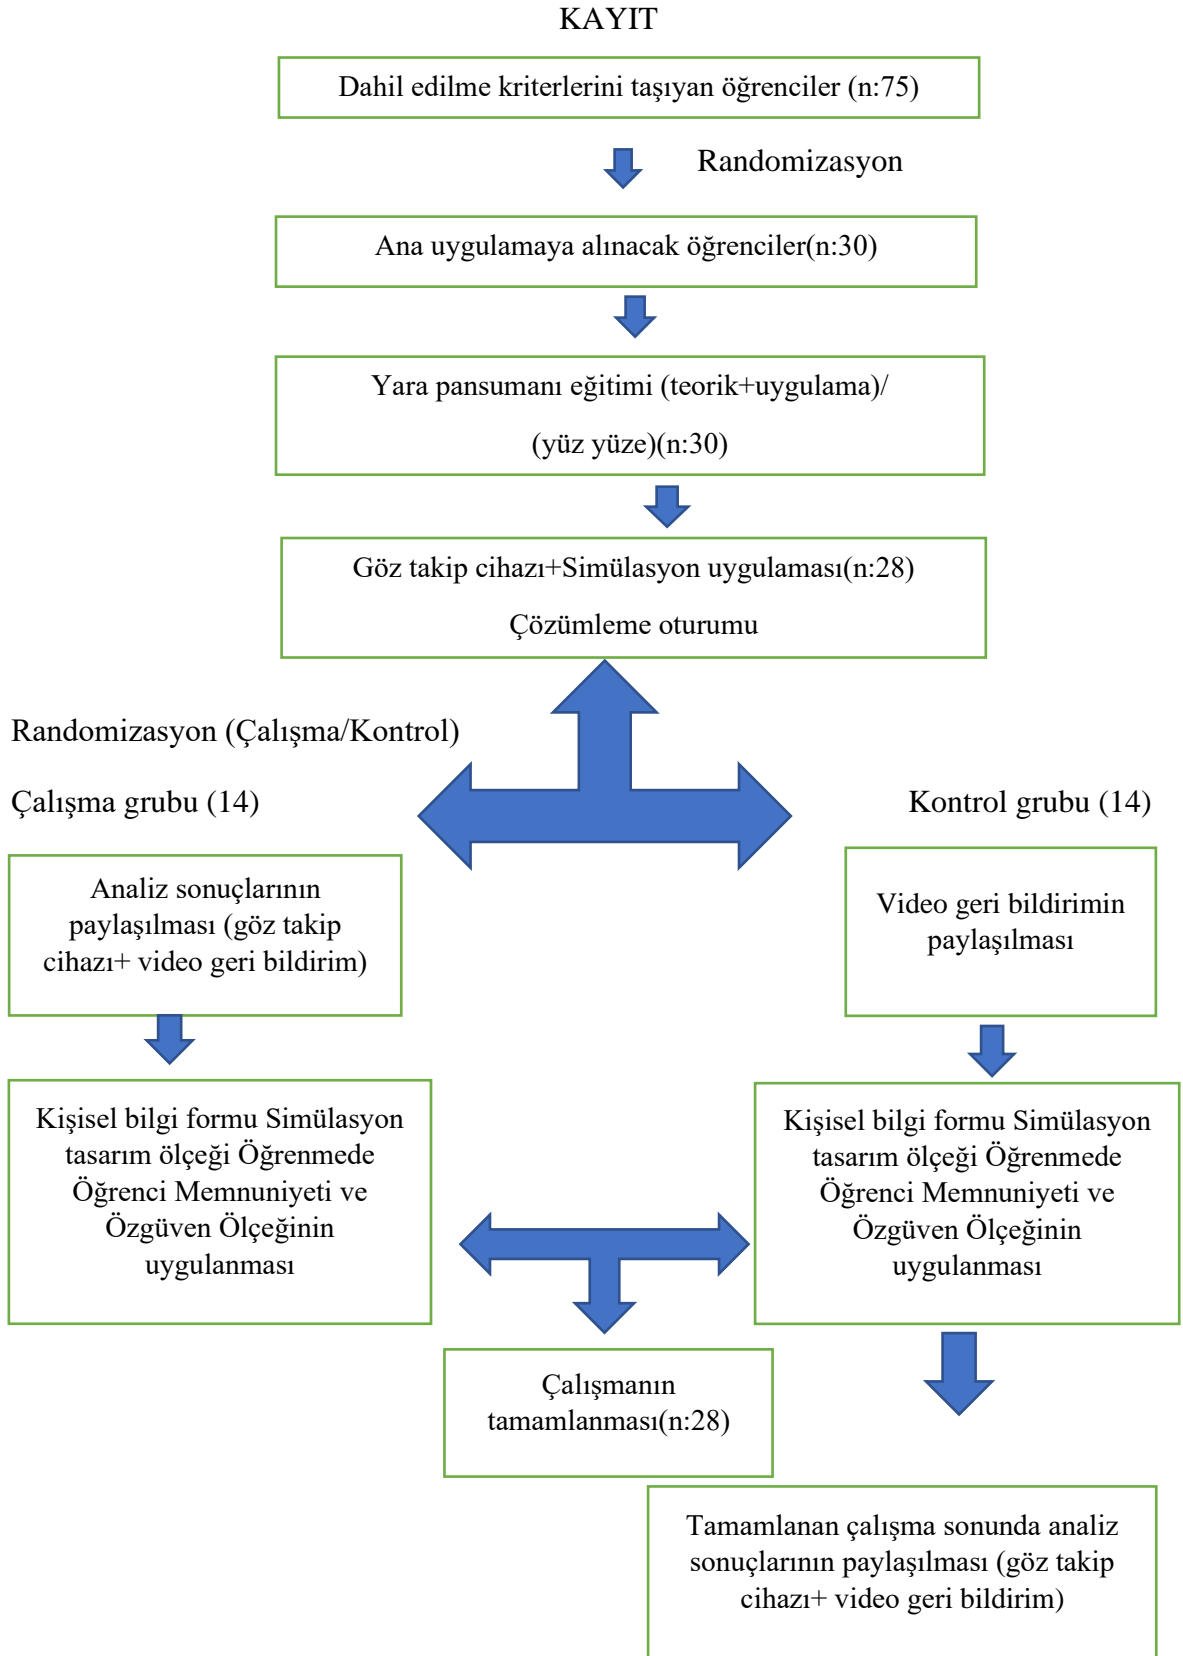 KAYIT
Dahil edilme kriterlerini taşıyan öğrenciler (n:75)
Randomizasyon
Ana uygulamaya alınacak öğrenciler(n:30)
Yara pansumanı eğitimi (teorik+uygulama)/
(yüz yüze)(n:30)
Göz takip cihazı+Simülasyon uygulaması(n:28)
Çözümleme oturumu
Randomizasyon (Çalışma/Kontrol)
Çalışma grubu (14)
Kontrol grubu (14)
Analiz sonuçlarının
paylaşılması (göz takip
cihazı+ video geri bildirim)
Video geri bildirimin
paylaşılması
Kişisel bilgi formu Simülasyon
tasarım ölçeği Öğrenmede
Öğrenci Memnuniyeti ve
Özgüven Ölçeğinin
uygulanması
Kişisel bilgi formu Simülasyon
tasarım ölçeği Öğrenmede
Öğrenci Memnuniyeti ve
Özgüven Ölçeğinin
uygulanması
Çalışmanın
tamamlanması(n:28)
Tamamlanan çalışma sonunda analiz
sonuçlarının paylaşılması (göz takip
cihazı+ video geri bildirim)